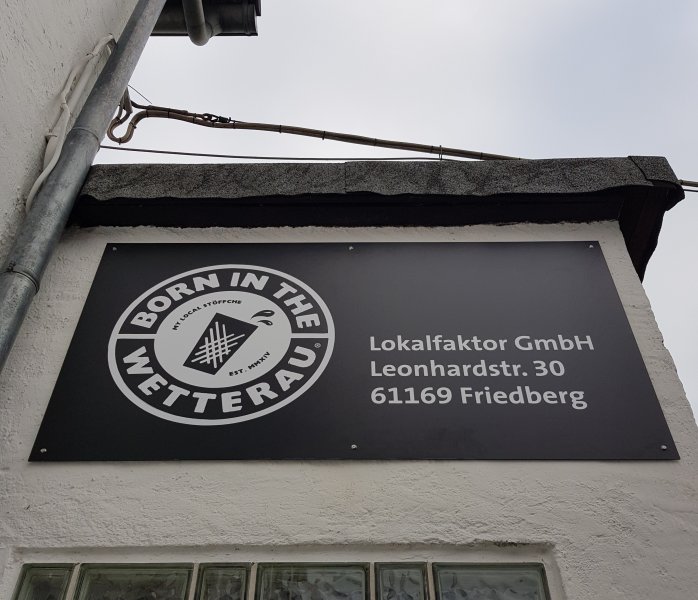 BORN IN THE
MY LOCAL STÖFFCHE
EST. MMXIV
WETTERAU®
Lokalfaktor GmbH
Leonhardstr. 30
61169 Friedberg